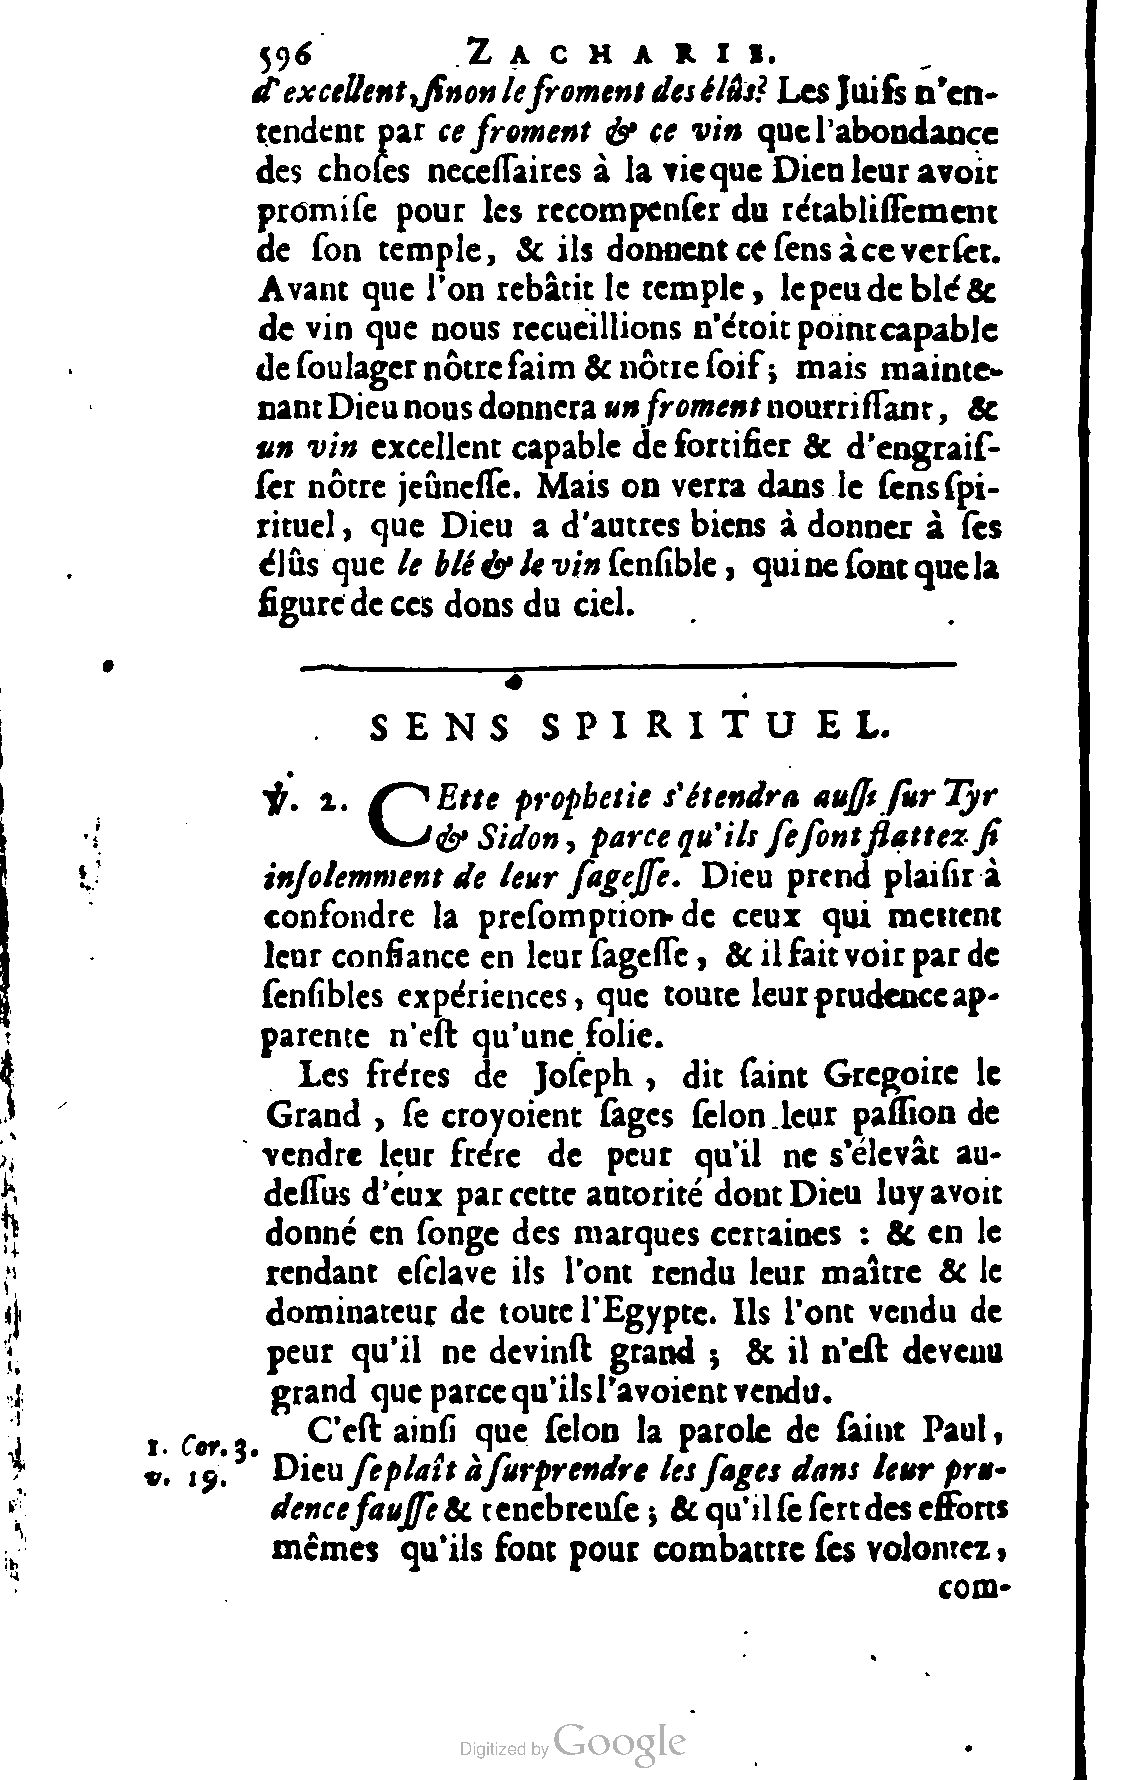 596 ZACHARIE.
d'excellent, ſinon le froment des élûs? Les Juifs n'en-
tendent par ce froment & ce vin que l'abondance
des choſes neceſſaires à la vie que Dieu leur avoit
promiſe pour les recompenſer du rétabliſſement
de ſon temple, & ils donnent ce ſens à ce verſet.
Avant que l'on rebâtit le temple, le peu de blé &
de vin que nous recueillions n'étoit point capable
de ſoulager nôtre faim & nôtre ſoif; mais mainte-
nant Dieu nous donnera un froment nourriſſant, &
un vin excellent capable de fortifier & d'engraiſ-
ſer nôtre jeûneſſe. Mais on verra dans le ſens ſpi-
rituel, que Dieu a d'autres biens à donner à ſes
élûs que le blé & le vin ſenſible, qui ne ſont que la
figure de ces dons du ciel.
SENS SPIRITUEL.
℣. 2. CEtte prophetie s'étendra auſſi ſur Tyr
& Sidon, parce qu'ils ſe ſont flattez ſi
inſolemment de leur ſageſſe. Dieu prend plaiſir à
confondre la preſomption de ceux qui mettent
leur confiance en leur ſageſſe, & il fait voir par de
ſenſibles expériences, que toute leur prudence ap-
parente n'eſt qu'une folie.
Les fréres de Joſeph, dit ſaint Gregoire le
Grand, ſe croyoient ſages ſelon leur paſſion de
vendre leur frére de peur qu'il ne s'élevât au-
deſſus d'eux par cette autorité dont Dieu luy avoit
donné en ſonge des marques certaines : & en le
rendant eſclave ils l'ont rendu leur maître & le
dominateur de toute l'Egypte. Ils l'ont vendu de
peur qu'il ne devinſt grand ; & il n'eſt devenu
grand que parce qu'ils l'avoient vendu.
C'eſt ainſi que ſelon la parole de ſaint Paul,
1. Cor. 3.
v. 19.
Dieu ſe plaît à ſurprendre les ſages dans leur pru-
dence fauſſe & tenebreuſe; & qu'il ſe ſert des efforts
mêmes qu'ils font pour combattre ſes volontez,
com-
Digitized by Google